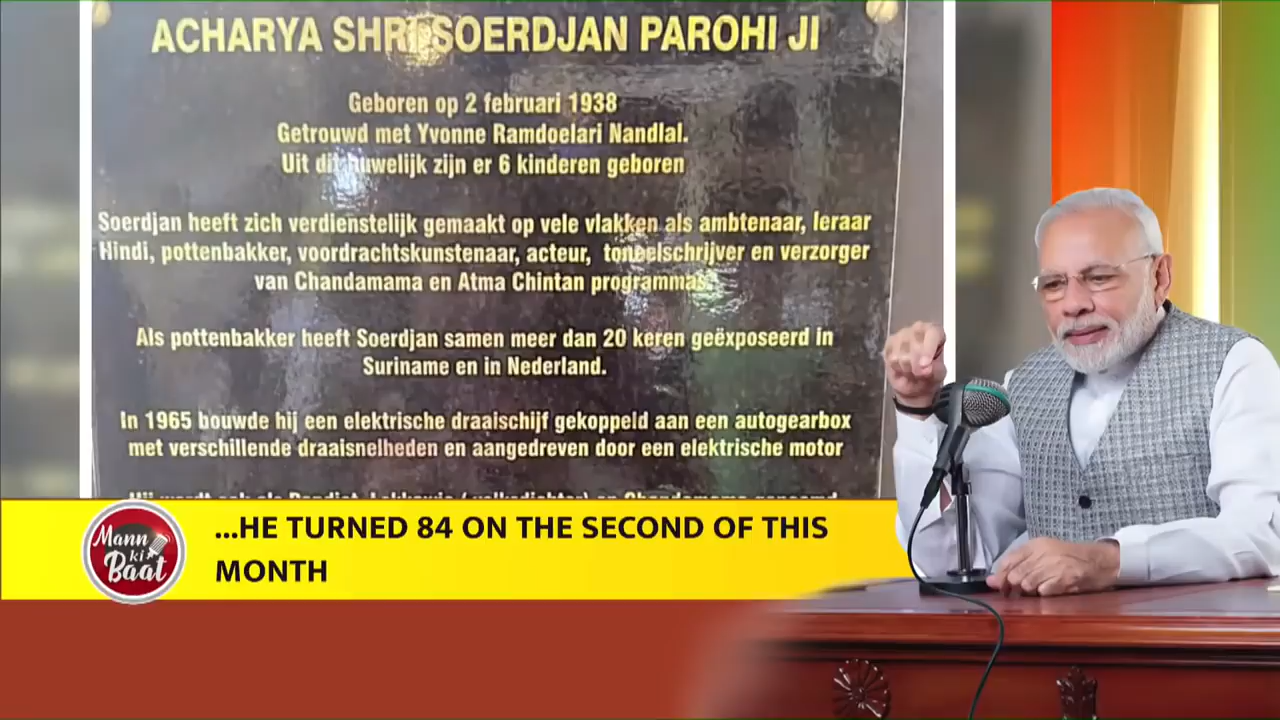 ACHARYA SHRI SOERDJAN PAROHI JI
Geboren op 2 februari 1938
Getrouwd met Yvonne Ramdoelari Nandlal.
Uit dit huwelijk zijn er 6 kinderen geboren
Soerdjan heeft zich verdienstelijk gemaakt op vele vlakken als ambtenaar, leraar
Hindi, pottenbakker, voordrachtskunstenaar, acteur, toneelschrijver en verzorger
van Chandamama en Atma Chintan programmas.
Als pottenbakker heeft Soerdjan samen meer dan 20 keren geëxposeerd in
Suriname en in Nederland.
In 1965 bouwde hij een elektrische draaischijf gekoppeld aan een autogearbox
met verschillende draaisnelheden en aangedreven door een elektrische motor
Mann
ki
Baat
...HE TURNED 84 ON THE SECOND OF THIS
MONTH